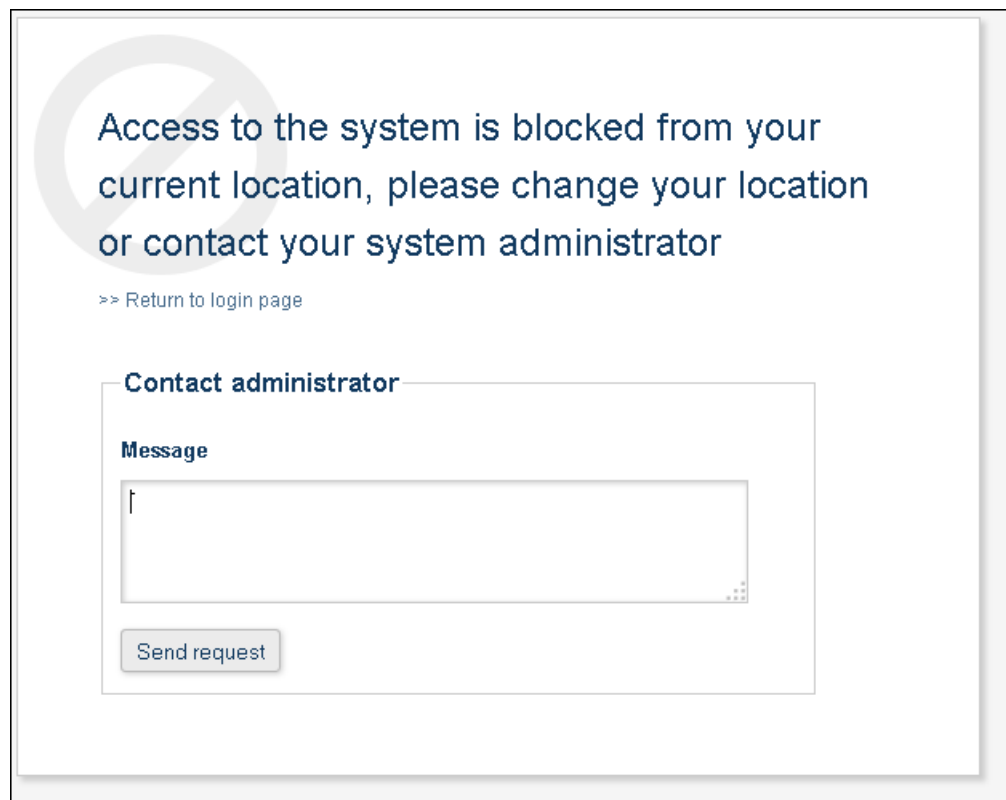 Access to the system is blocked from your
current location, please change your location
or contact your system administrator
>> Return to login page
Contact administrator
Message
Send request